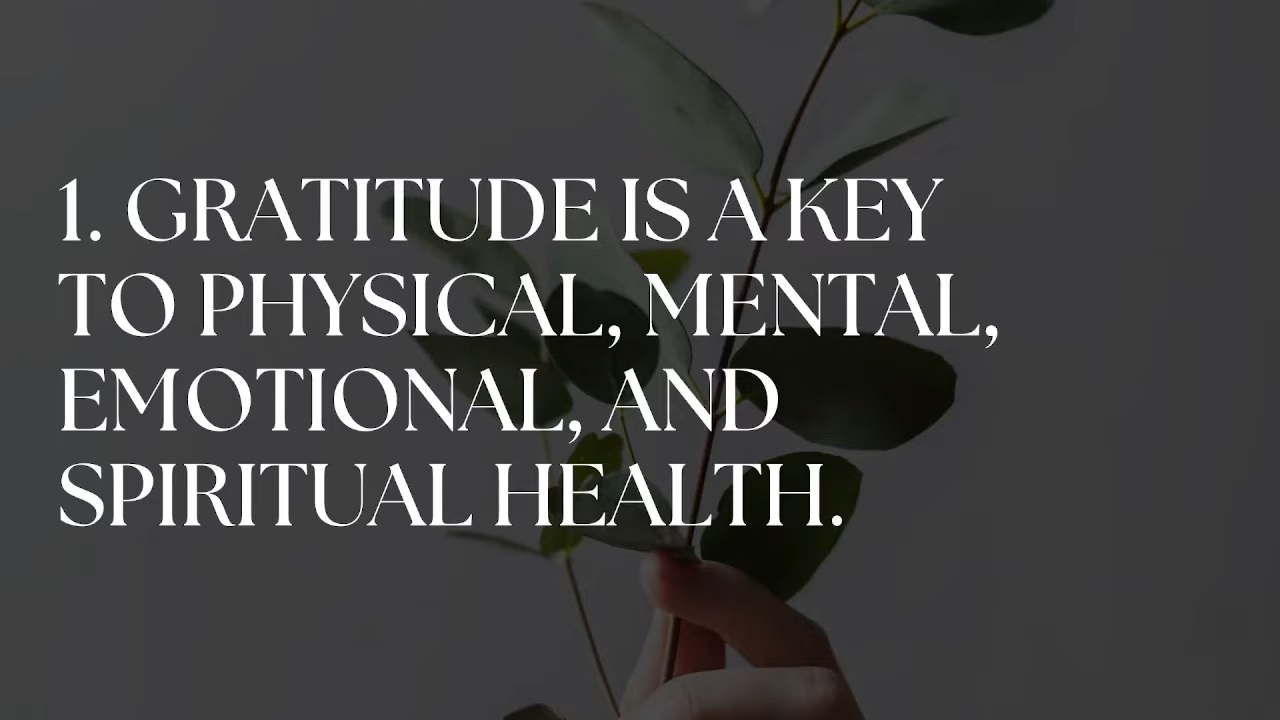 1. GRATITUDE IS A KEY
TO PHYSICAL, MENTAL,
EMOTIONAL, AND
SPIRITUAL HEALTH.